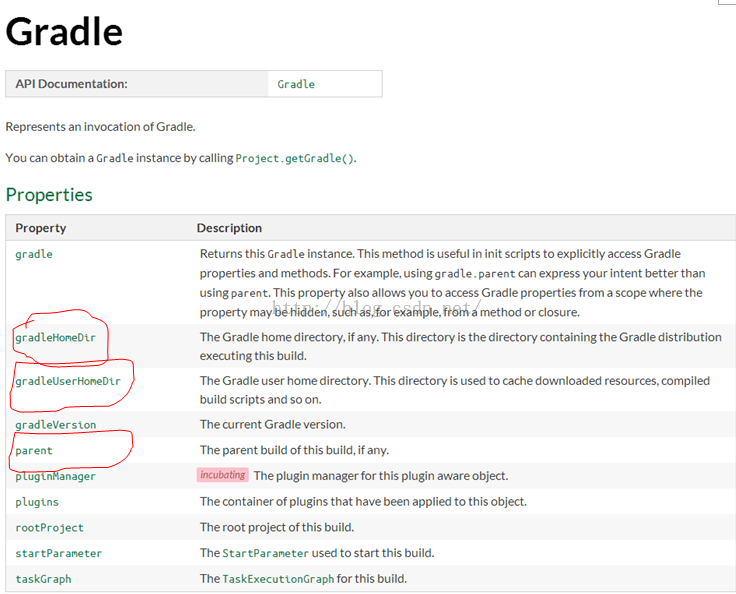 Gradle
API Documentation: Gradle
Represents an invocation of Gradle.
You can obtain a Gradle instance by calling Project.getGradle().
Properties
Property Description
gradle Returns this Gradle instance. This method is useful in init scripts to explicitly access Gradle
properties and methods. For example, using gradle.parent can express your intent better than
using parent. This property also allows you to access Gradle properties from a scope where the
property may be hidden, such as, for example, from a method or closure.
http://blog.csdn.net/
gradleHomeDir The Gradle home directory, if any. This directory is the directory containing the Gradle distribution
executing this build.
gradleUserHomeDir The Gradle user home directory. This directory is used to cache downloaded resources, compiled
build scripts and so on.
gradleVersion The current Gradle version.
parent The parent build of this build, if any.
pluginManager incubating The plugin manager for this plugin aware object.
plugins The container of plugins that have been applied to this object.
rootProject The root project of this build.
startParameter The StartParameter used to start this build.
taskGraph The TaskExecutionGraph for this build.